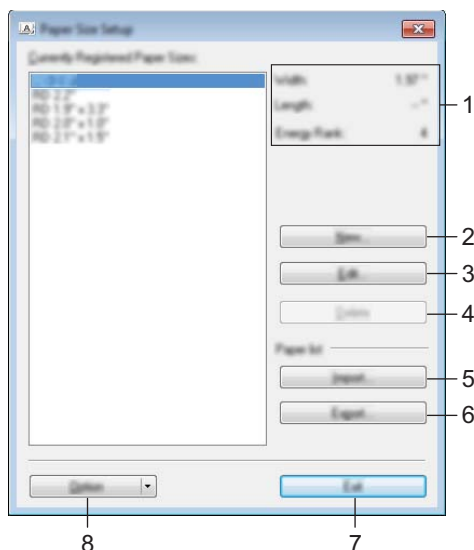 Paper Size Setup
Currently Registered Paper Sizes:
RD 2.2"
RD 1.9" x 3.3"
RD 2.0" x 1.0"
RD 2.1" x 1.5"
Width: 1.97 "
Length: -- "
Energy Rank: 4
1
New...
2
Edit...
3
Delete
4
Paper list
Import...
5
Export...
6
Option
Exit
8
7